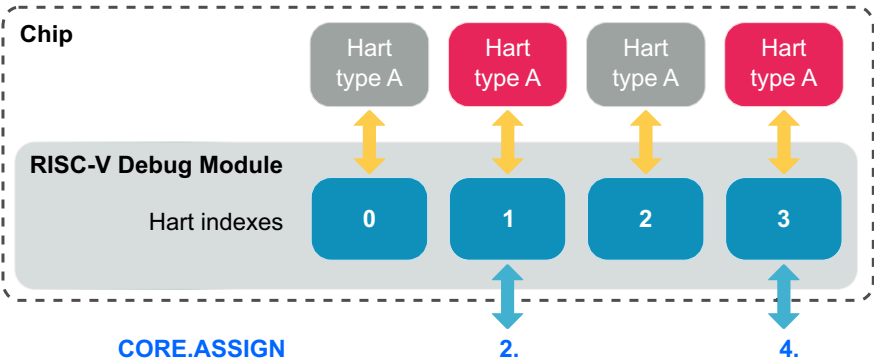 Chip
Hart type A
Hart type A
Hart type A
Hart type A
RISC-V Debug Module
Hart indexes
0
1
2
3
CORE.ASSIGN 2. 4.